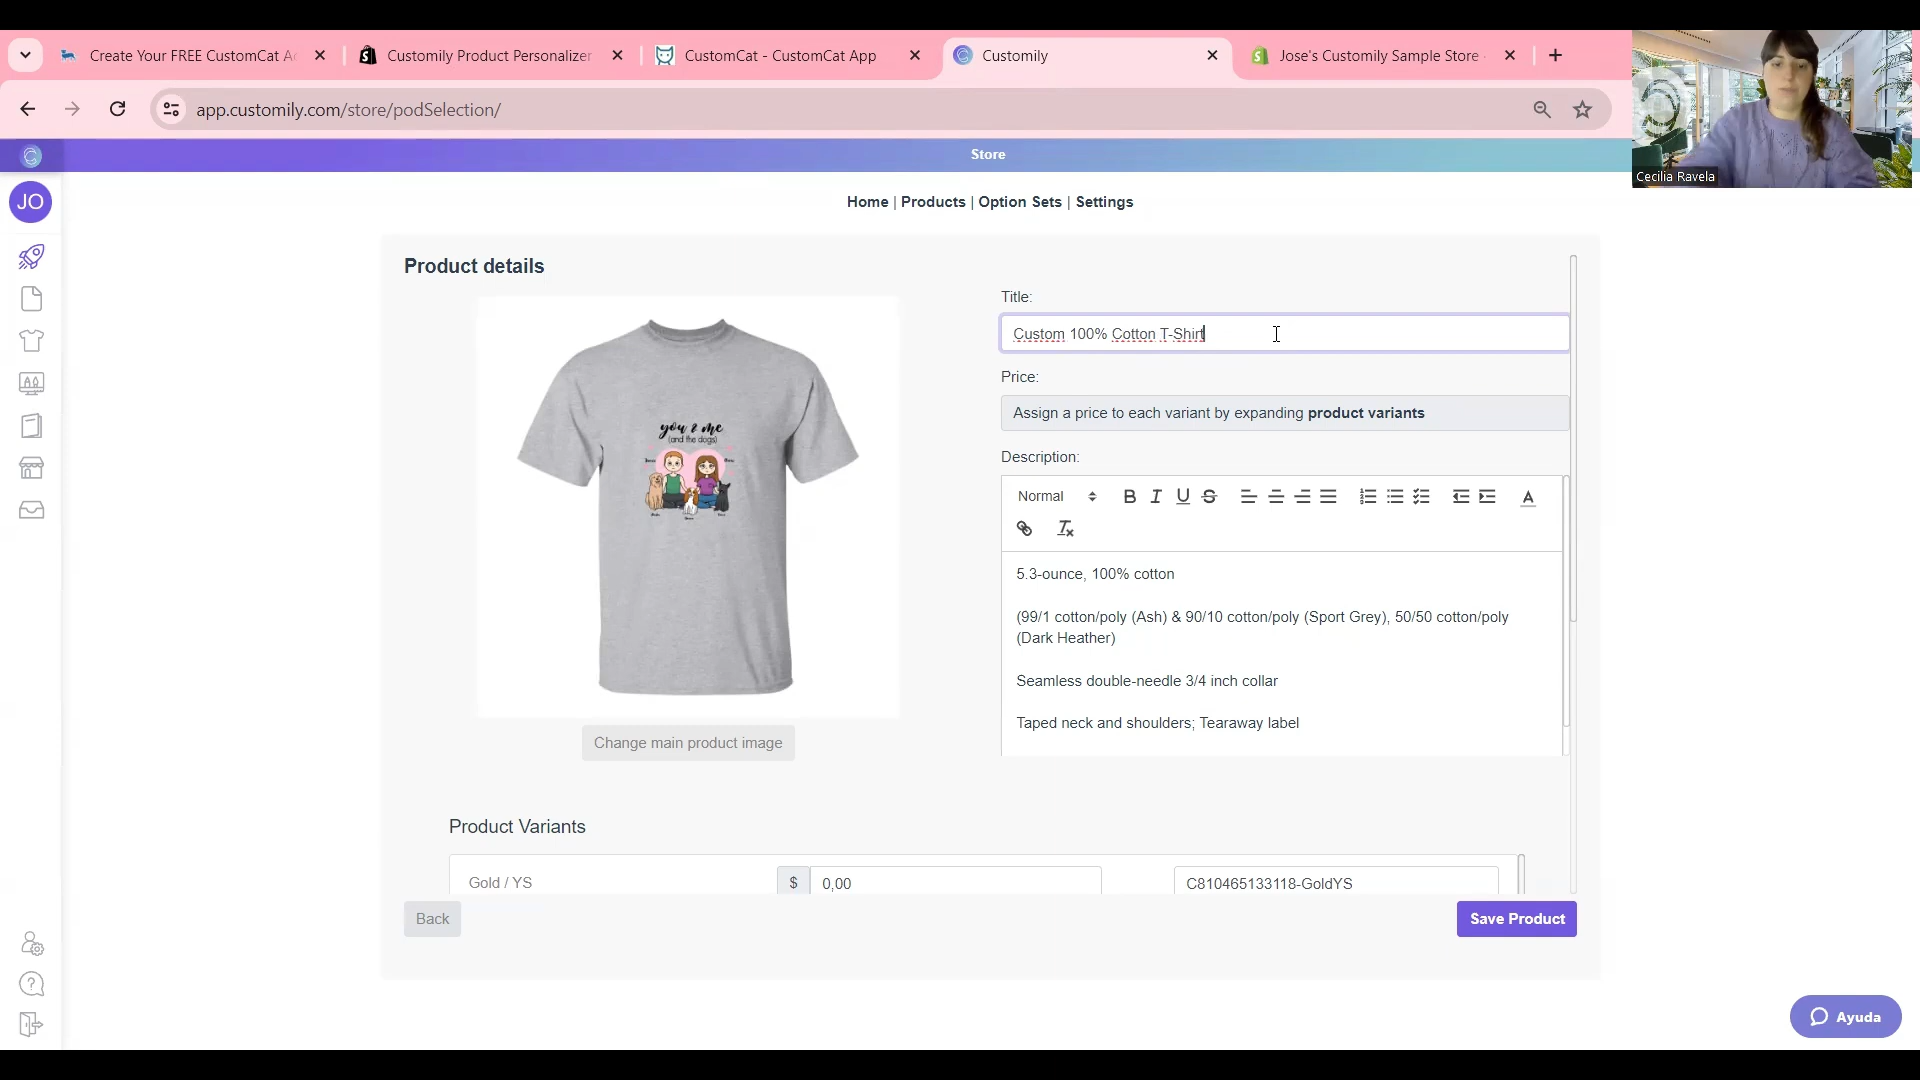 Create Your FREE CustomCat A
Customily Product Personalizer
CustomCat - CustomCat App
Customily
Jose's Customily Sample Store
app.customily.com/store/podSelection/
Cecilia Ravela
Store
JO
Home | Products | Option Sets | Settings
Product details
Title:
Custom 100% Cotton T-Shirt
Price:
Assign a price to each variant by expanding product variants
Description:
Normal
5.3-ounce, 100% cotton
(99/1 cotton/poly (Ash) & 90/10 cotton/poly (Sport Grey), 50/50 cotton/poly
(Dark Heather)
Seamless double-needle 3/4 inch collar
Taped neck and shoulders; Tearaway label
you & me
(and the dogs)
Change main product image
Product Variants
Gold / YS
$ 0,00
C810465133118-GoldYS
Back
Save Product
Ayuda